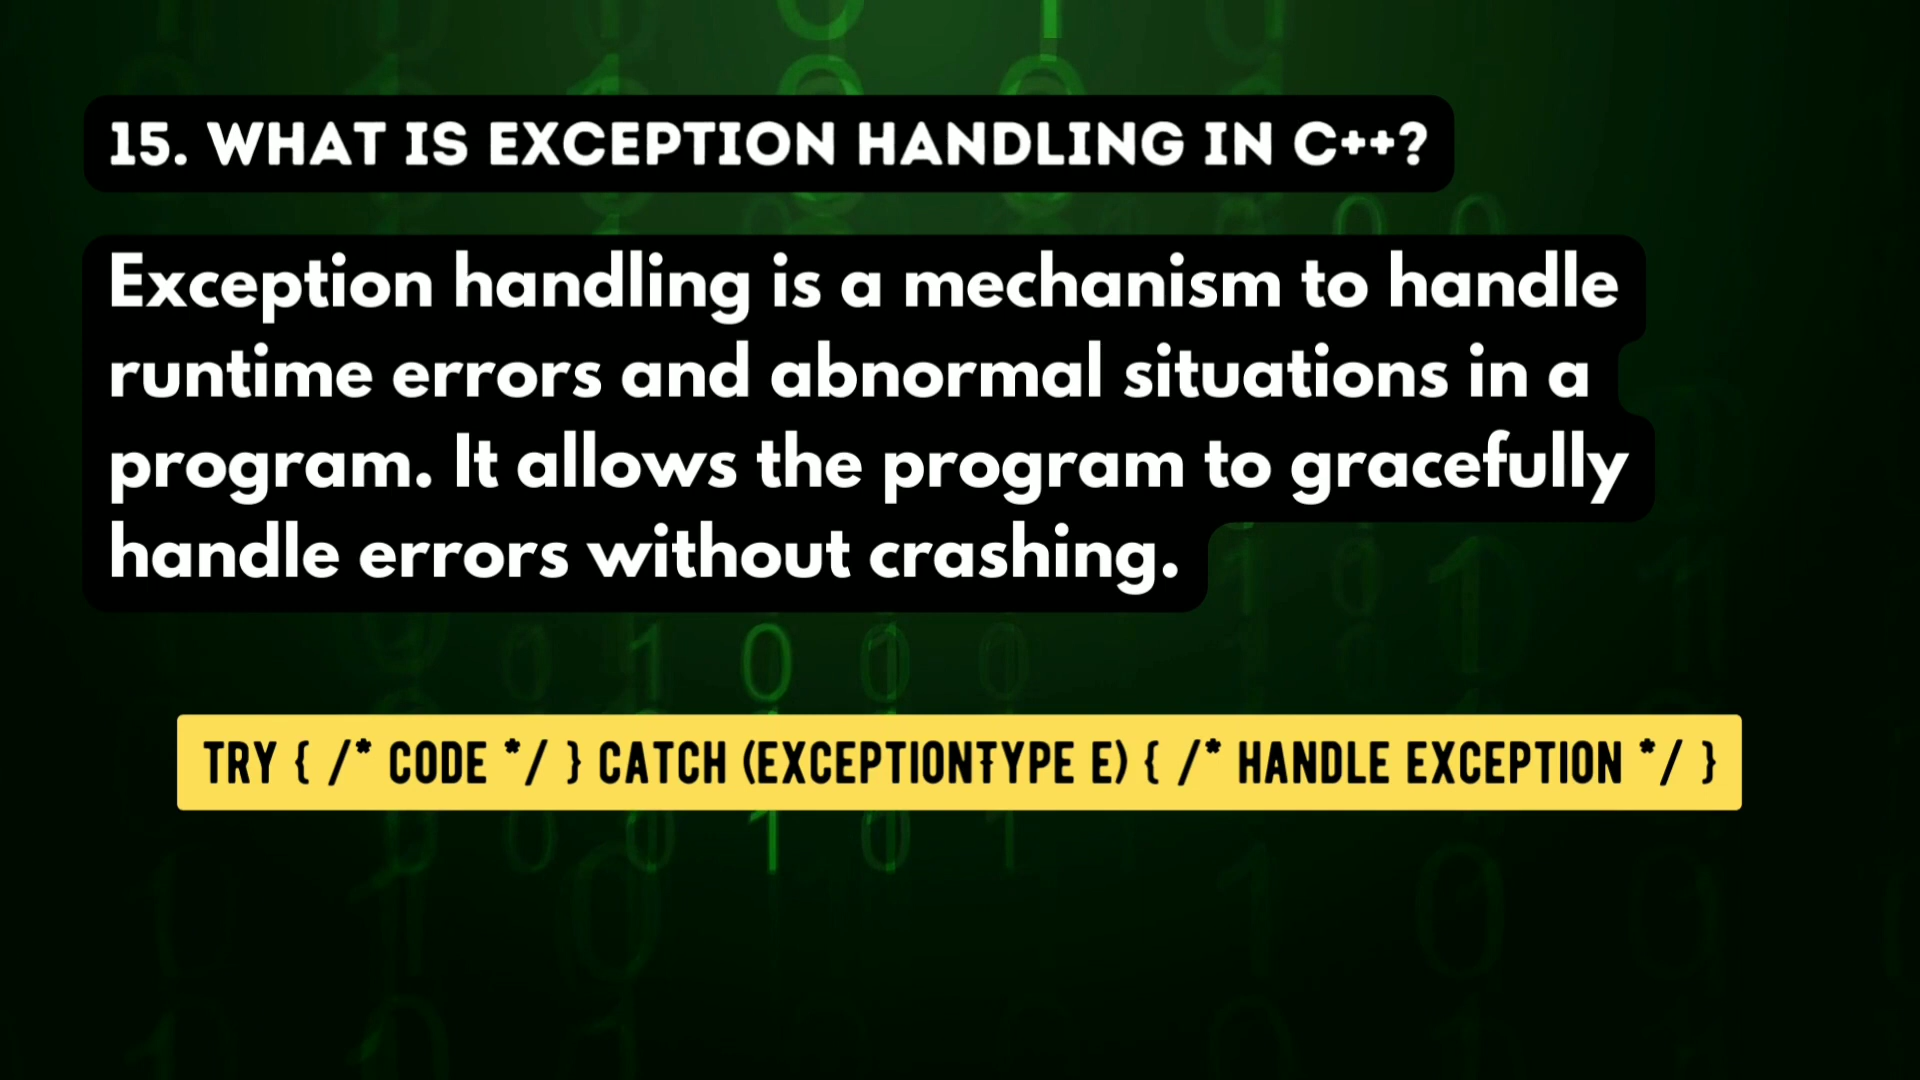 15. WHAT IS EXCEPTION HANDLING IN C++?
Exception handling is a mechanism to handle
runtime errors and abnormal situations in a
program. It allows the program to gracefully
handle errors without crashing.
TRY { /* CODE */ } CATCH (EXCEPTIONTYPE E) { /* HANDLE EXCEPTION */ }